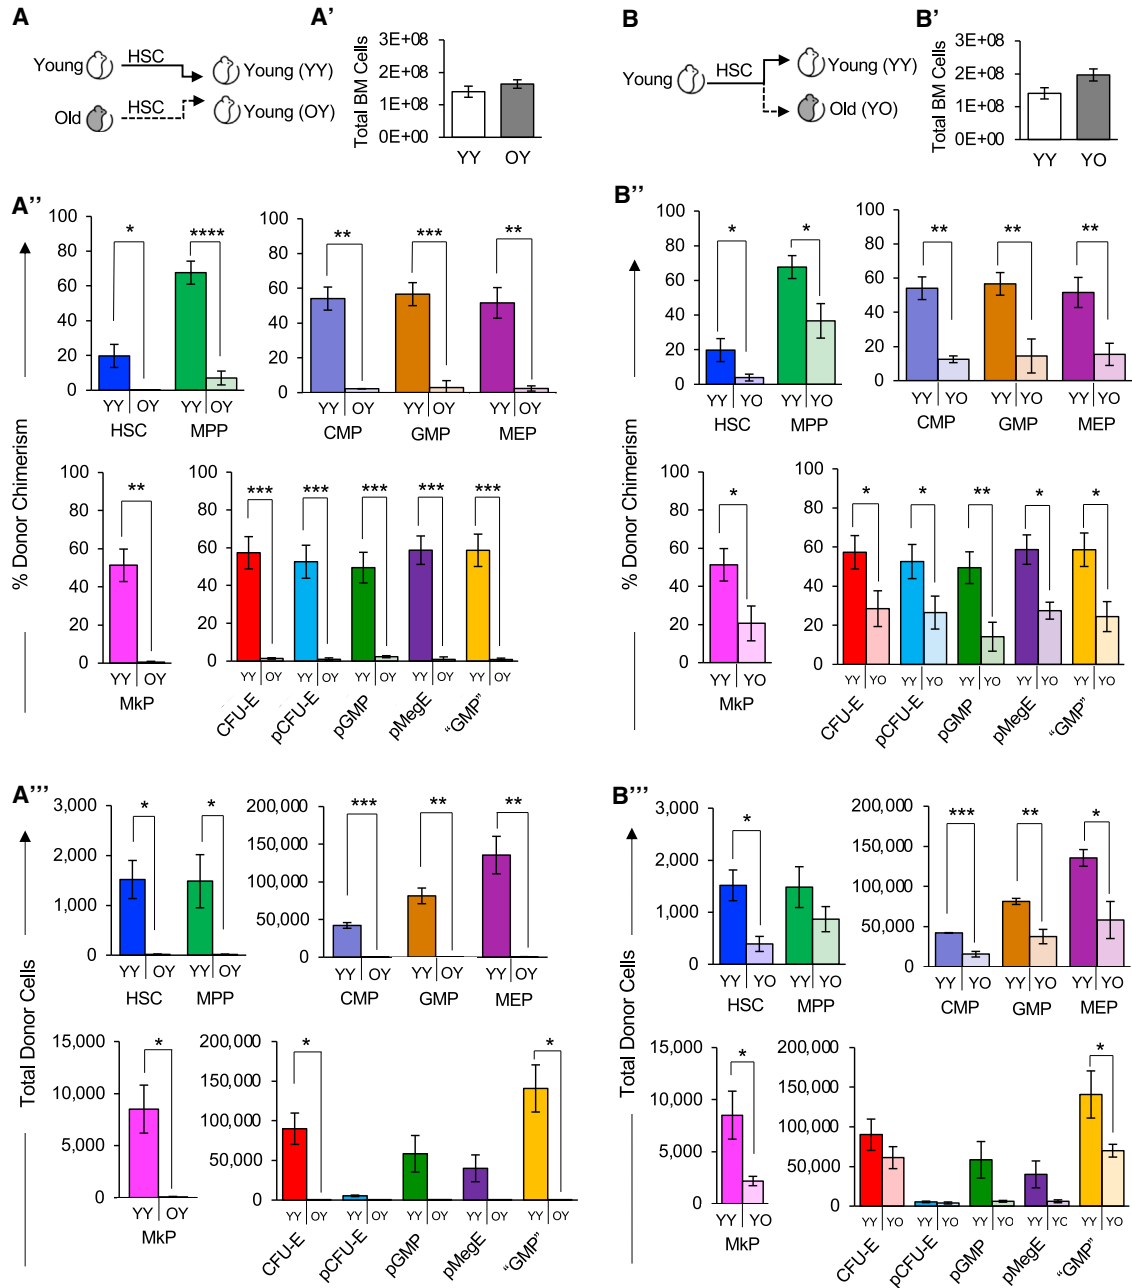 A
Young
HSC
Young (YY)
Old
HSC
Young (OY)
A'
Total BM Cells
3E+08
2E+08
1E+08
0E+00
YY OY
B
Young
HSC
Young (YY)
Old (YO)
B'
Total BM Cells
3E+08
2E+08
1E+08
0E+00
YY YO
A''
% Donor Chimerism
100
80
60
40
20
0
* ****
YY OY YY OY
HSC MPP
100
80
60
40
20
0
** *** **
YY OY YY OY YY OY
CMP GMP MEP
100
80
60
40
20
0
**
YY OY
MkP
100
80
60
40
20
0
*** *** *** *** ***
YY OY YY OY YY OY YY OY YY OY
CFU-E pCFU-E pGMP pMegE “GMP”
B''
% Donor Chimerism
100
80
60
40
20
0
* *
YY YO YY YO
HSC MPP
100
80
60
40
20
0
** ** **
YY YO YY YO YY YO
CMP GMP MEP
100
80
60
40
20
0
*
YY YO
MkP
100
80
60
40
20
0
* * ** * *
YY YO YY YO YY YO YY YO YY YO
CFU-E pCFU-E pGMP pMegE “GMP”
A'''
Total Donor Cells
3,000
2,000
1,000
0
* *
YY OY YY OY
HSC MPP
200,000
150,000
100,000
50,000
0
*** ** **
YY OY YY OY YY OY
CMP GMP MEP
15,000
10,000
5,000
0
*
YY OY
MkP
200,000
150,000
100,000
50,000
0
* *
YY OY YY OY YY OY YY OY YY OY
CFU-E pCFU-E pGMP pMegE “GMP”
B'''
Total Donor Cells
3,000
2,000
1,000
0
*
YY YO YY YO
HSC MPP
200,000
150,000
100,000
50,000
0
*** ** *
YY YO YY YO YY YO
CMP GMP MEP
15,000
10,000
5,000
0
*
YY YO
MkP
200,000
150,000
100,000
50,000
0
*
YY YO YY YO YY YO YY YC YY YO
CFU-E pCFU-E pGMP pMegE “GMP”